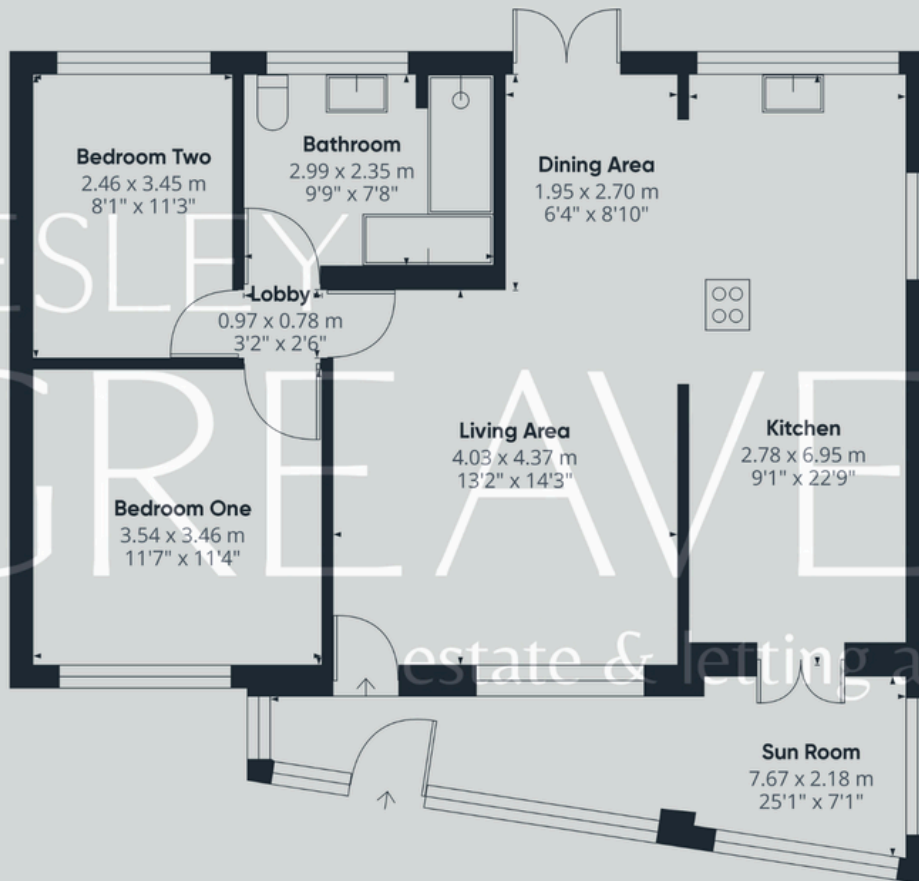 Bedroom Two
2.46 x 3.45 m
8'1" x 11'3"
Bathroom
2.99 x 2.35 m
9'9" x 7'8"
Dining Area
1.95 x 2.70 m
6'4" x 8'10"
ESLEY
Lobby
0.97 x 0.78 m
3'2" x 2'6"
GREAVE
Living Area
4.03 x 4.37 m
13'2" x 14'3"
Kitchen
2.78 x 6.95 m
9'1" x 22'9"
Bedroom One
3.54 x 3.46 m
11'7" x 11'4"
estate & letting a
Sun Room
7.67 x 2.18 m
25'1" x 7'1"